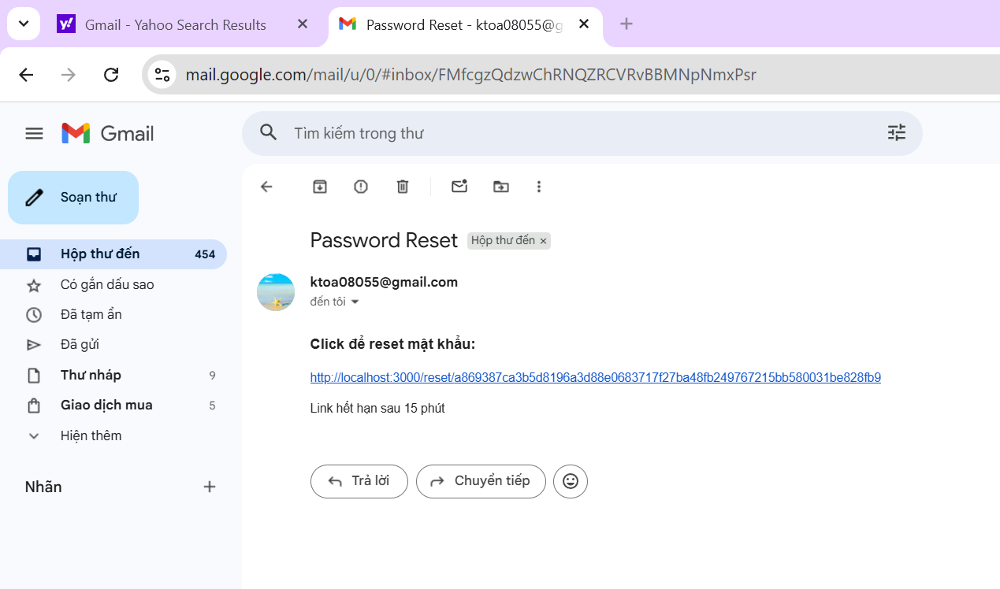 Gmail - Yahoo Search Results
Password Reset - ktoa08055@g
mail.google.com/mail/u/0/#inbox/FMfcgzQdzwChRNQZRCVRvBBMNpNmxPsr
Gmail
Tìm kiếm trong thư
Soạn thư
Password Reset Hộp thư đến ×
Hộp thư đến 454
ktoa08055@gmail.com
Có gắn dấu sao
đến tôi
Đã tạm ẩn
Đã gửi
Click để reset mật khẩu:
Thư nháp 9
http://localhost:3000/reset/a869387ca3b5d8196a3d88e0683717f27ba48fb249767215bb580031be828fb9
Giao dịch mua 5
Link hết hạn sau 15 phút
Hiện thêm
Nhãn
Trả lời
Chuyển tiếp